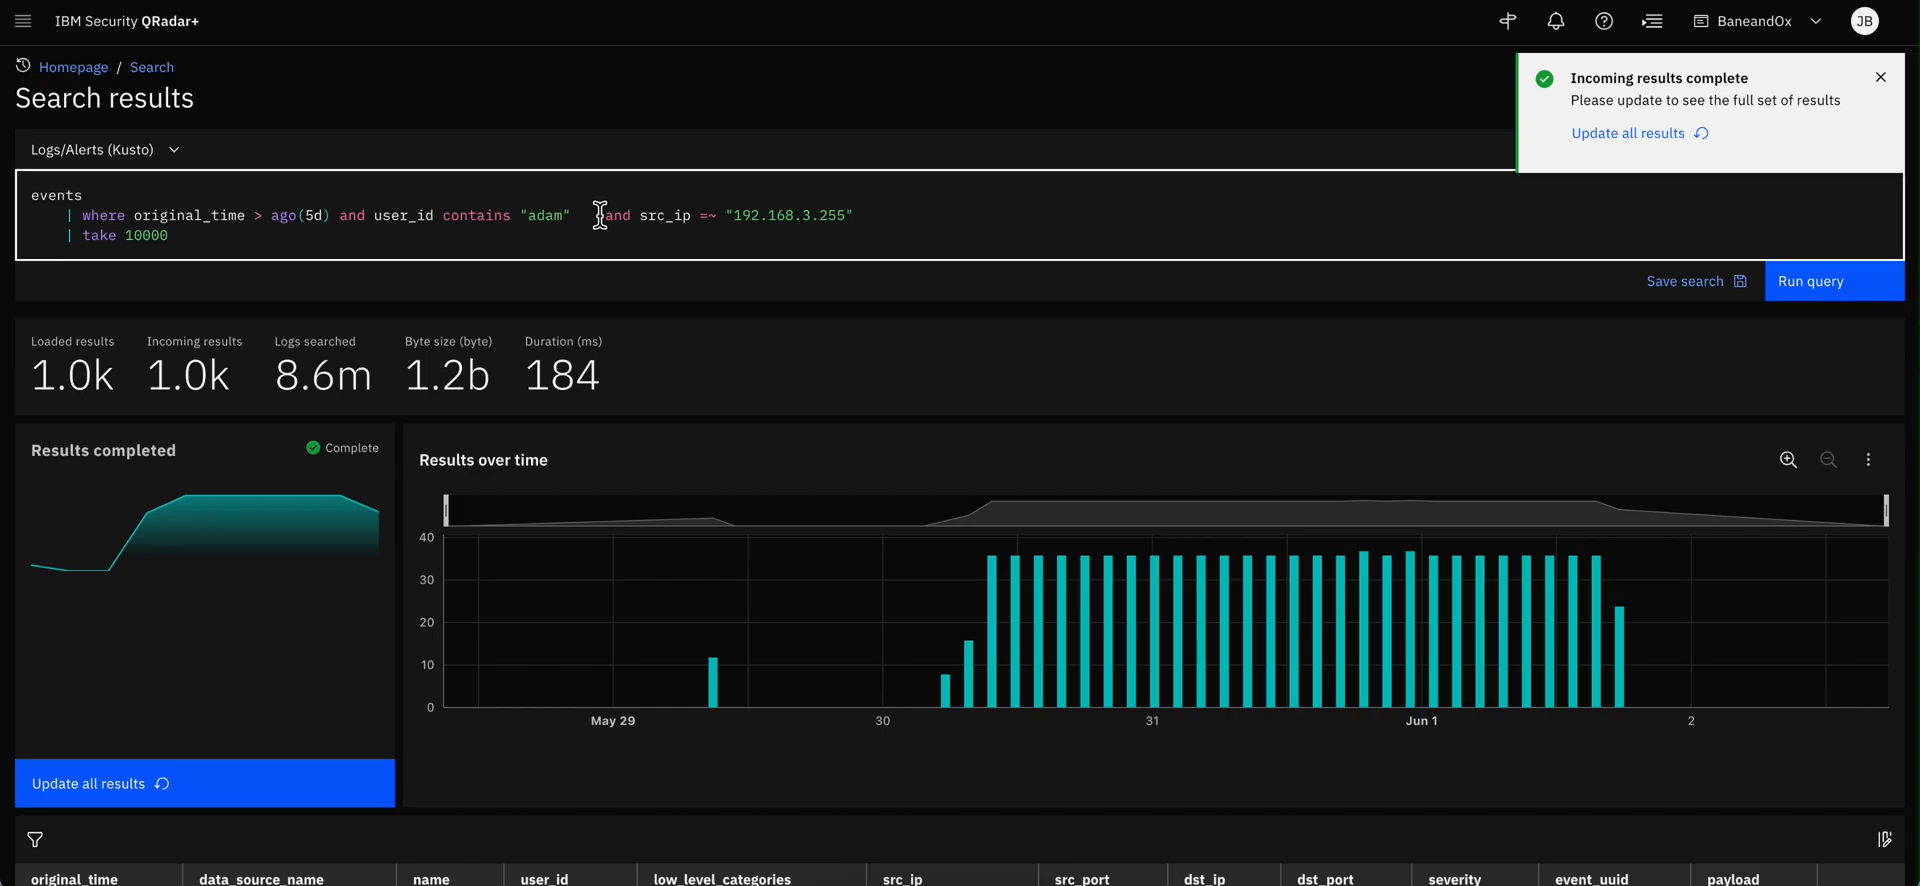 IBM Security QRadar+
BaneandOx
JB
Homepage / Search
Search results
Incoming results complete
Please update to see the full set of results
Update all results
Logs/Alerts (Kusto)
events
| where original_time > ago(5d) and user_id contains "adam" and src_ip =~ "192.168.3.255"
| take 10000
Save search
Run query
Loaded results
1.0k
Incoming results
1.0k
Logs searched
8.6m
Byte size (byte)
1.2b
Duration (ms)
184
Results completed
Complete
Update all results
Results over time
40
30
20
10
0
May 29
30
31
Jun 1
2
original_time data_source_name name user_id low_level_categories src_ip src_port dst_ip dst_port severity event_uuid payload